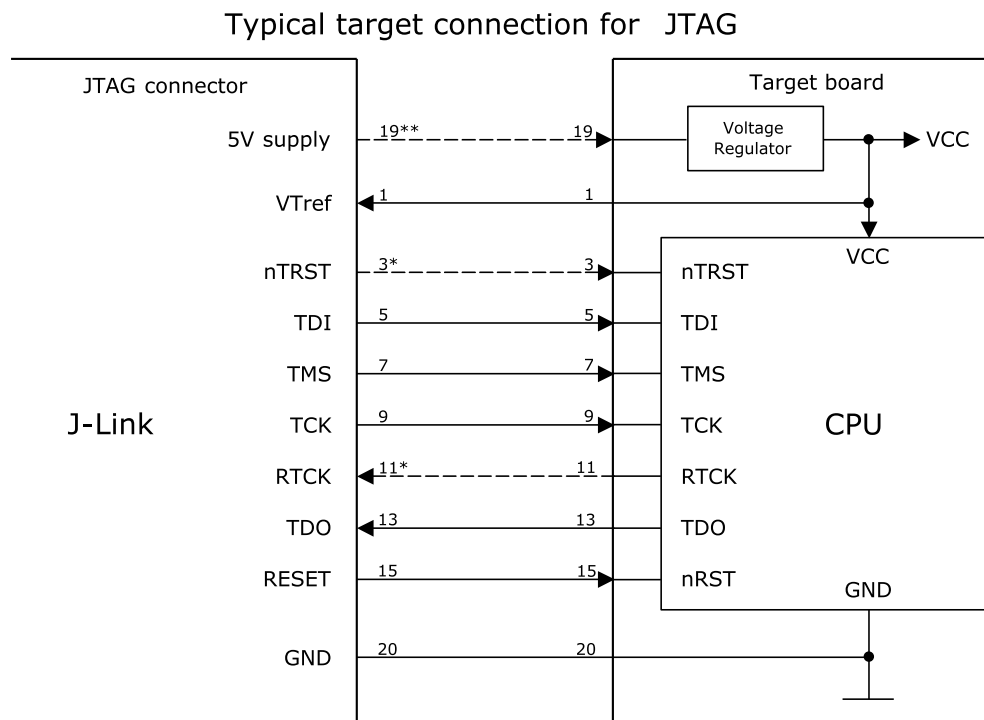 Typical target connection for JTAG
JTAG connector
Target board
5V supply 19** 19 Voltage Regulator VCC
VTref 1 1
VCC
nTRST 3* 3 nTRST
TDI 5 5 TDI
TMS 7 7 TMS
J-Link TCK 9 9 TCK CPU
RTCK 11* 11 RTCK
TDO 13 13 TDO
RESET 15 15 nRST
GND
GND 20 20